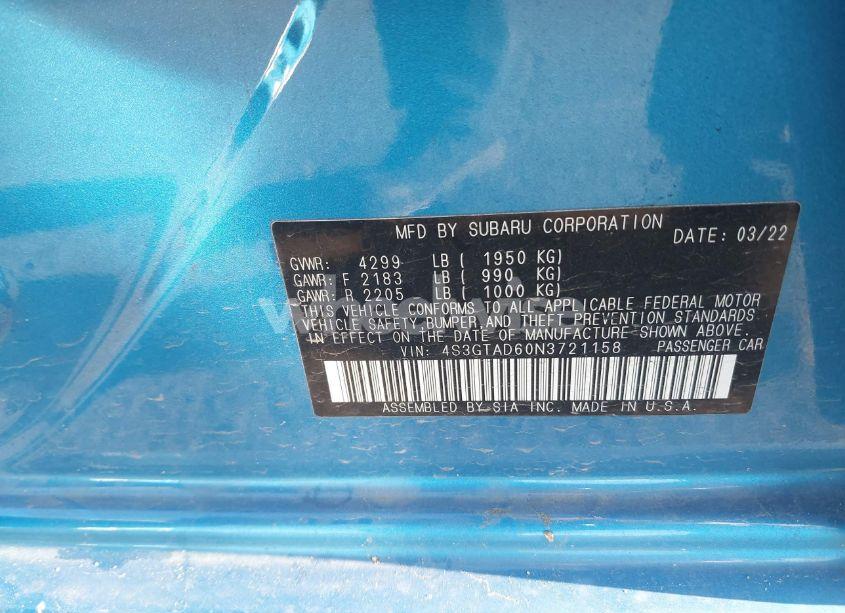 MFD BY SUBARU CORPORATION DATE: 03/22
GVWR: 4299 LB ( 1950 KG)
GAWR: F 2183 LB ( 990 KG)
GAWR: R 2205 LB ( 1000 KG)
THIS VEHICLE CONFORMS TO ALL APPLICABLE FEDERAL MOTOR
VEHICLE SAFETY, BUMPER, AND THEFT PREVENTION STANDARDS
IN EFFECT ON THE DATE OF MANUFACTURE SHOWN ABOVE.
VIN: 4S3GTAD60N3721158 PASSENGER CAR
ASSEMBLED BY SIA INC. MADE IN U.S.A.